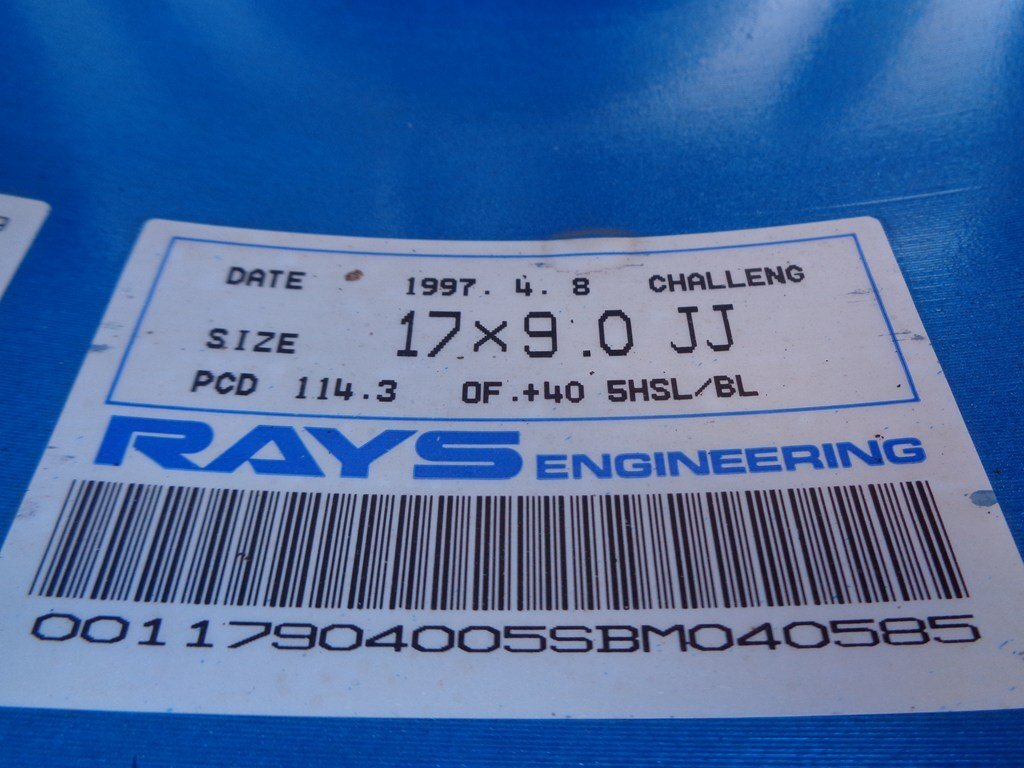 DATE 1997. 4. 8 CHALLENG
SIZE 17×9.0 JJ
PCD 114.3 OF.+40 5HSL/BL
RAYS ENGINEERING
00117904005SBM040585